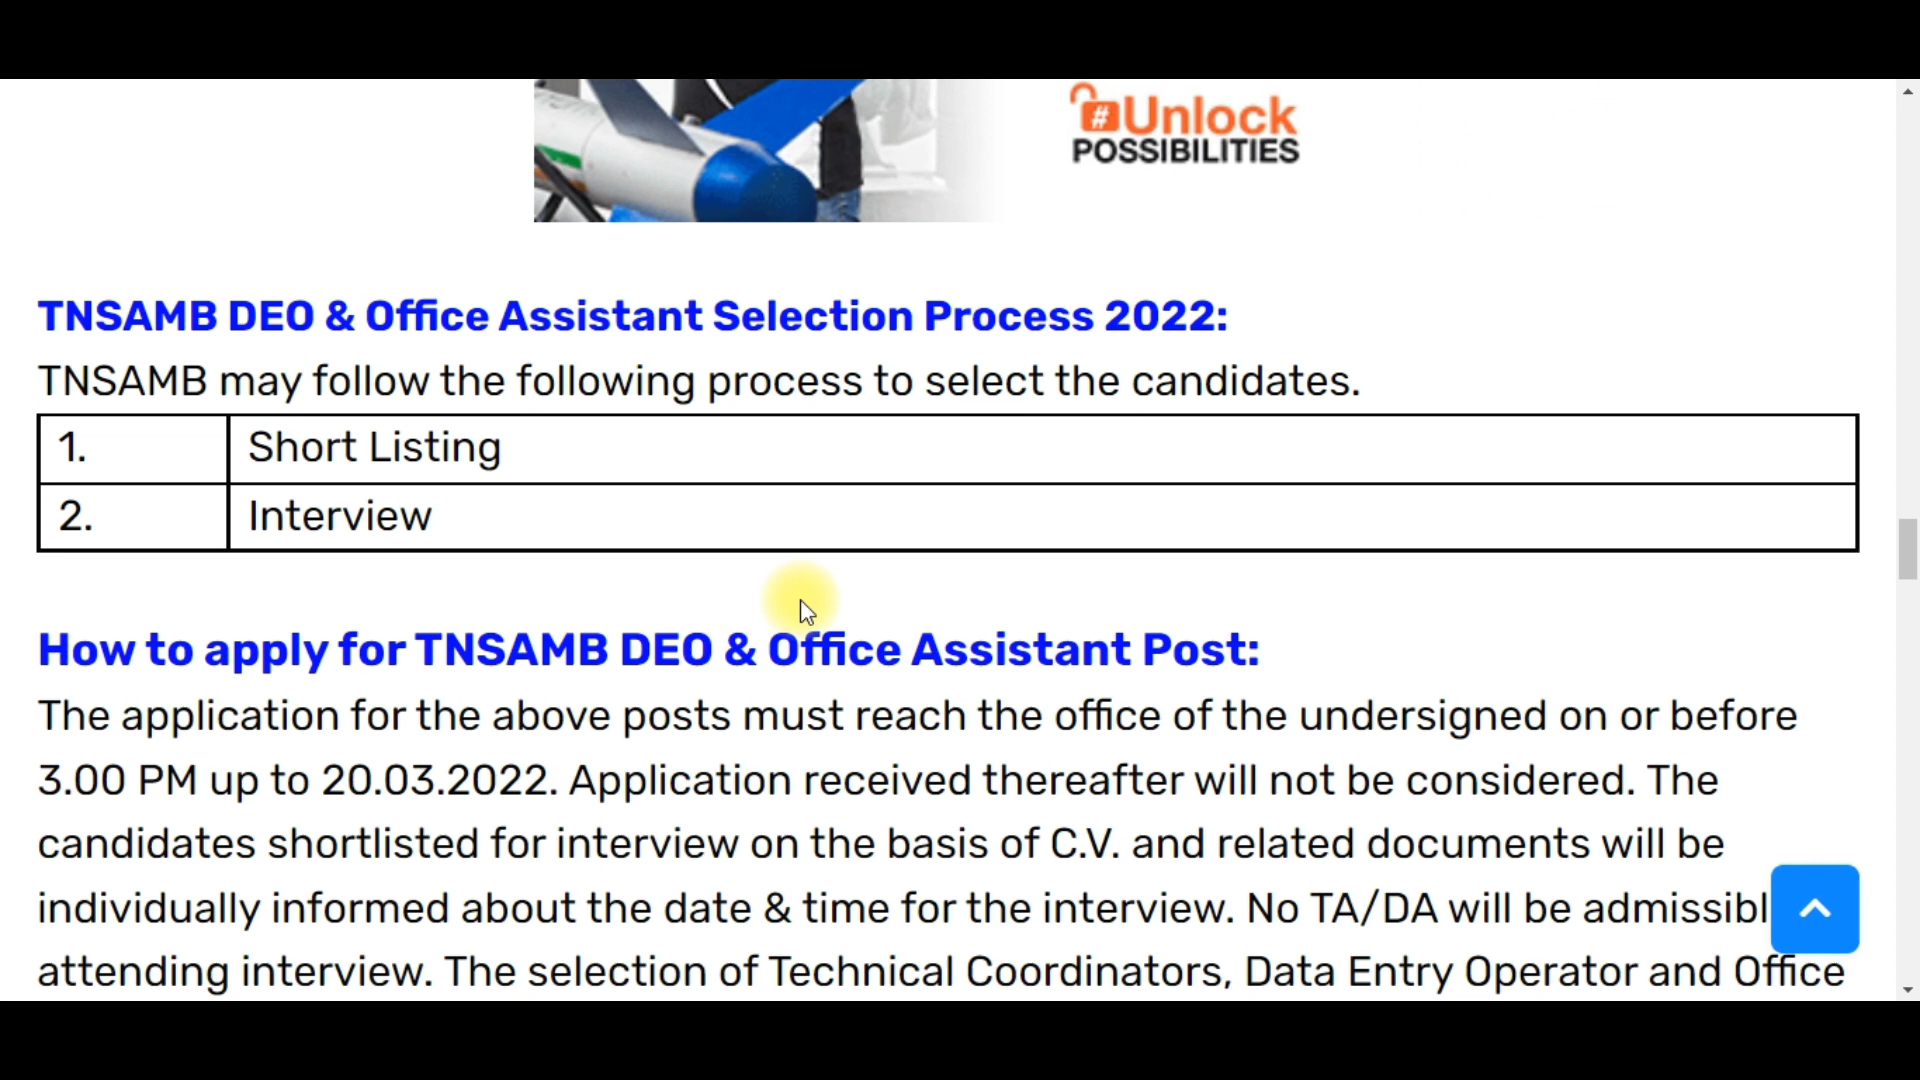 #Unlock
POSSIBILITIES
TNSAMB DEO & Office Assistant Selection Process 2022:
TNSAMB may follow the following process to select the candidates.
1. Short Listing
2. Interview
How to apply for TNSAMB DEO & Office Assistant Post:
The application for the above posts must reach the office of the undersigned on or before
3.00 PM up to 20.03.2022. Application received thereafter will not be considered. The
candidates shortlisted for interview on the basis of C.V. and related documents will be
individually informed about the date & time for the interview. No TA/DA will be admissibl
attending interview. The selection of Technical Coordinators, Data Entry Operator and Office